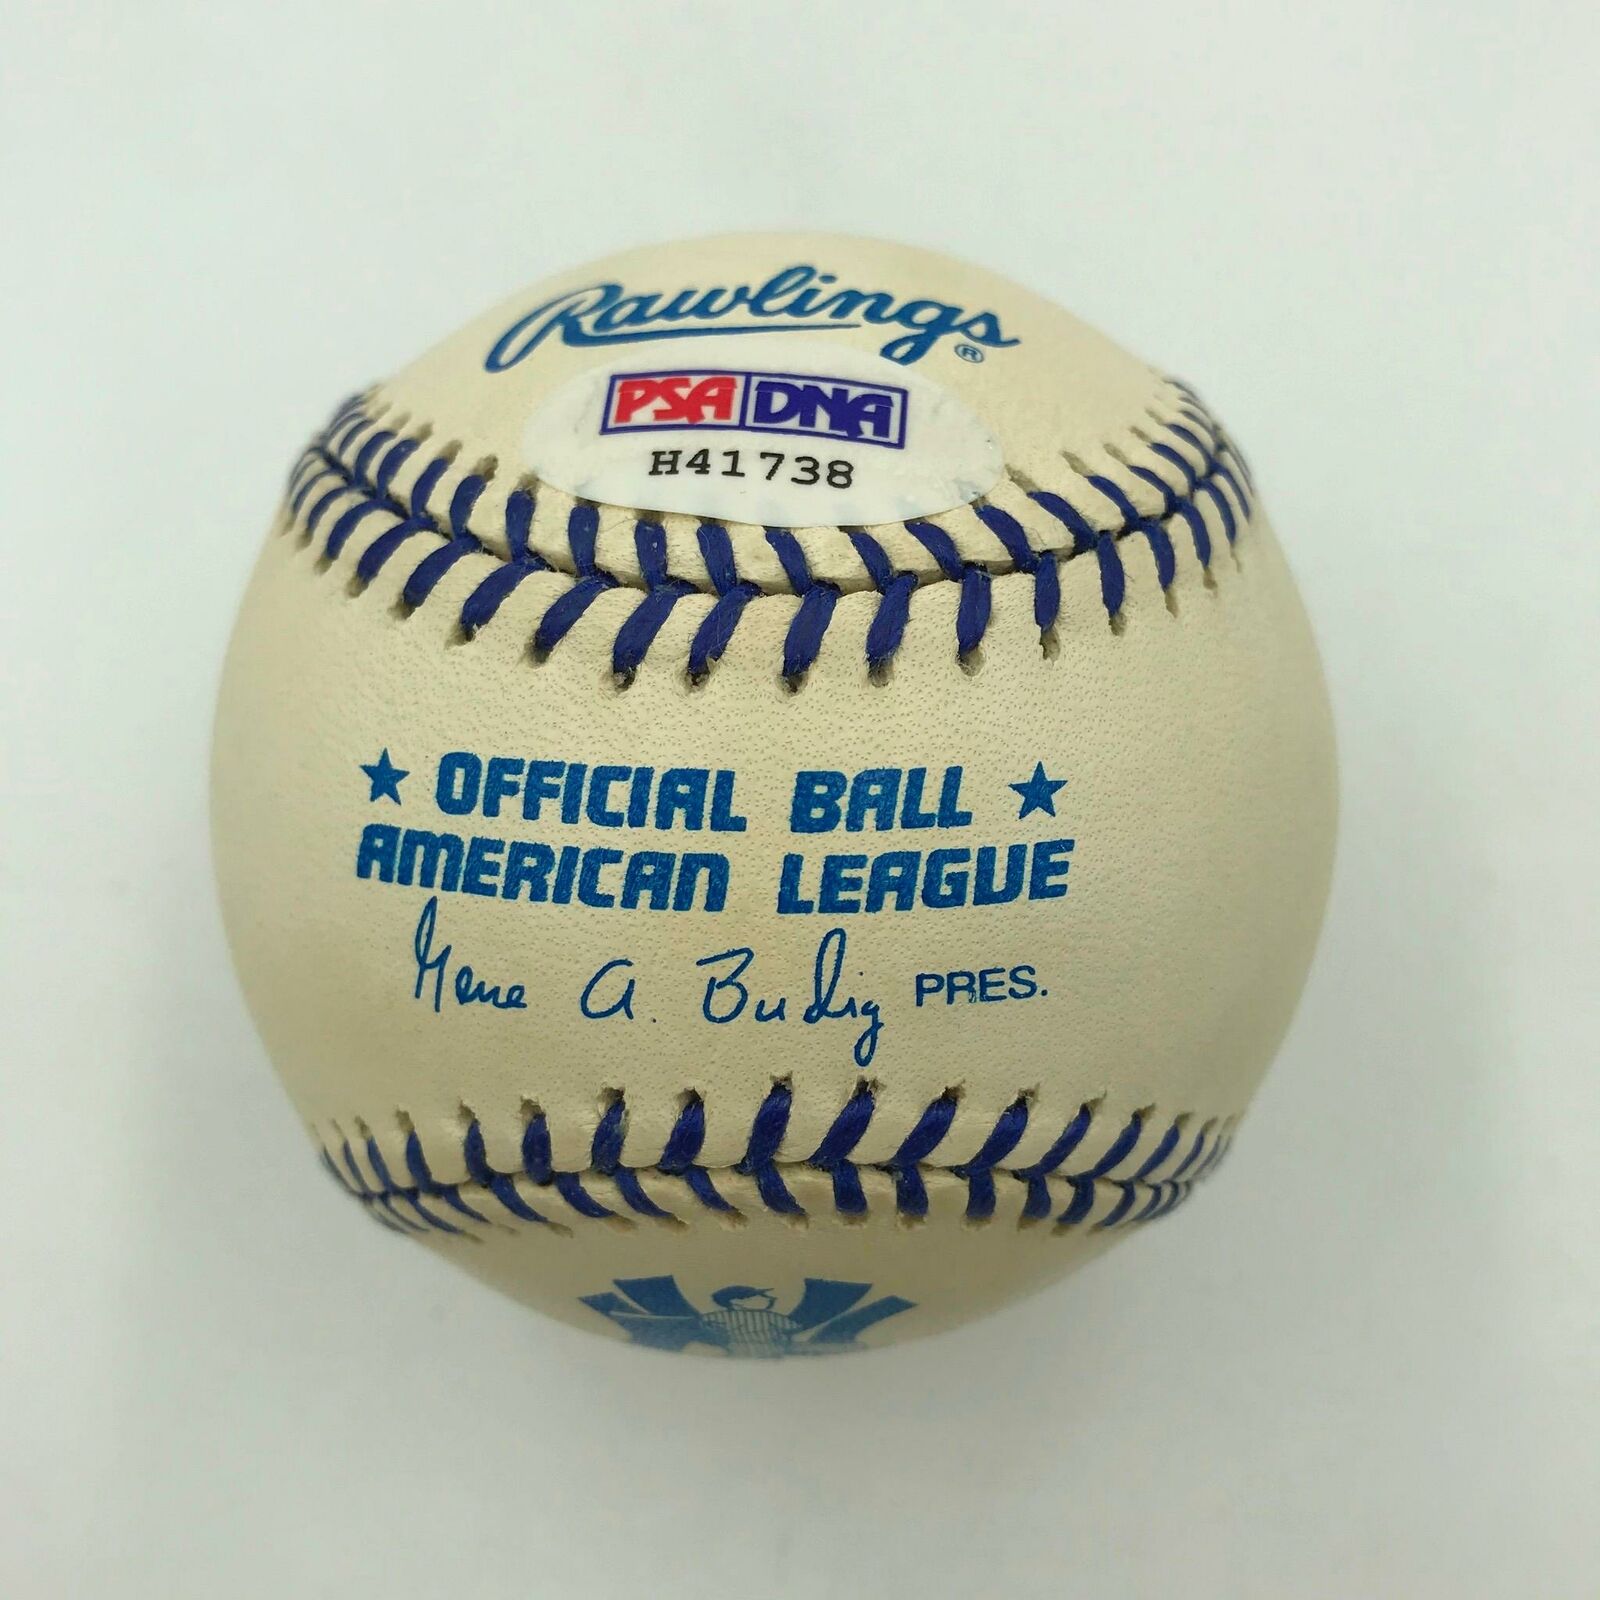 Rawlings ®
PSA DNA
H41738
★ OFFICIAL BALL ★
AMERICAN LEAGUE
Gene A. Budig PRES.